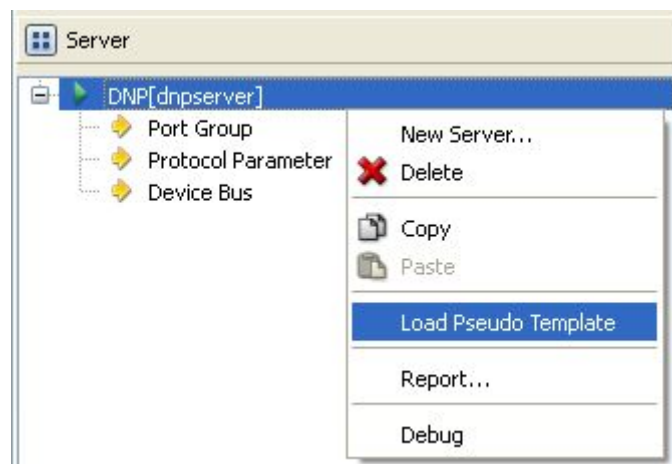 Server
DNP[dnpserver]
Port Group
Protocol Parameter
Device Bus
New Server...
Delete
Copy
Paste
Load Pseudo Template
Report...
Debug